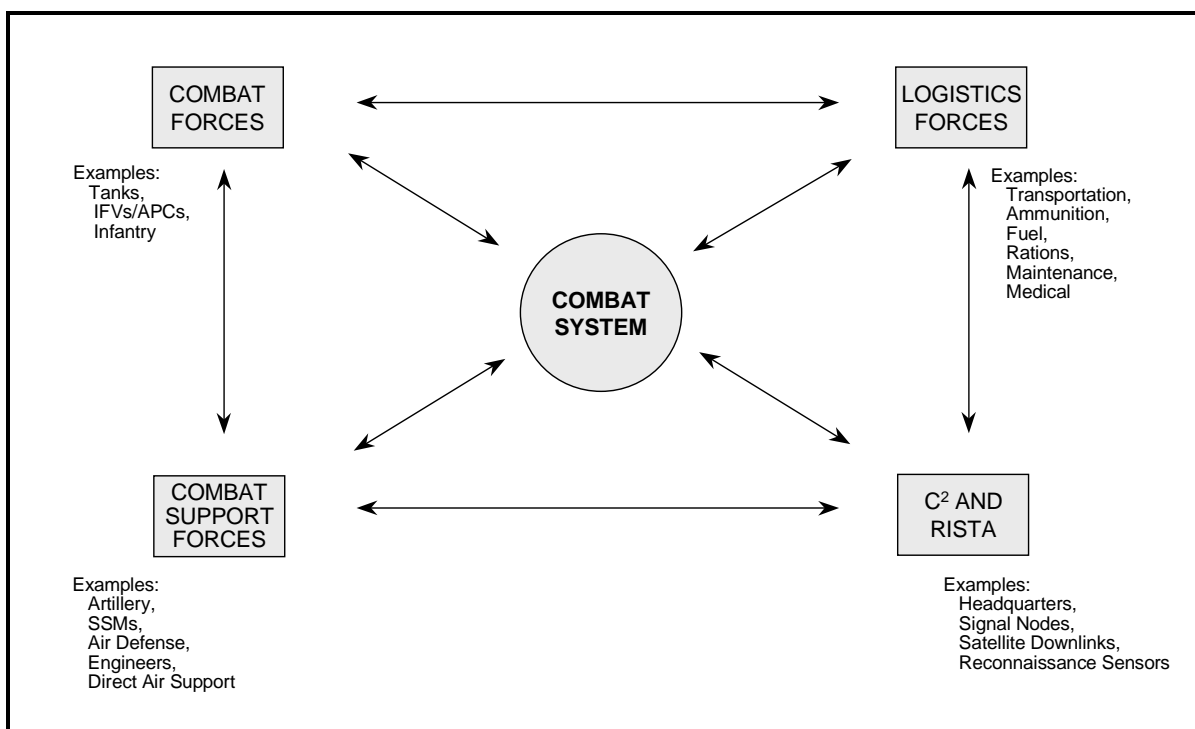 COMBAT
FORCES
Examples:
Tanks,
IFVs/APCs,
Infantry
LOGISTICS
FORCES
Examples:
Transportation,
Ammunition,
Fuel,
Rations,
Maintenance,
Medical
COMBAT
SYSTEM
COMBAT
SUPPORT
FORCES
Examples:
Artillery,
SSMs,
Air Defense,
Engineers,
Direct Air Support
C² AND
RISTA
Examples:
Headquarters,
Signal Nodes,
Satellite Downlinks,
Reconnaissance Sensors